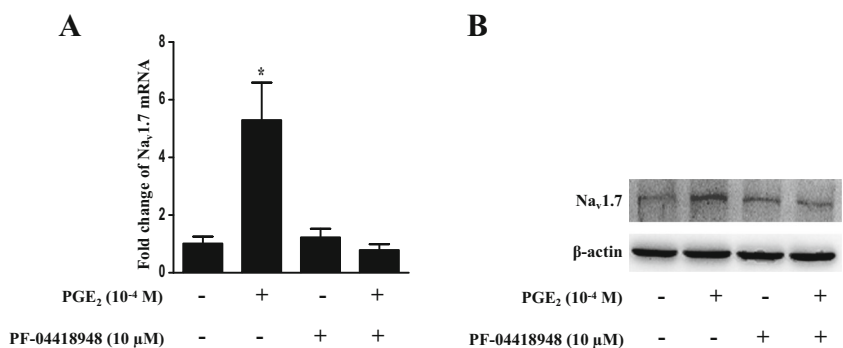 A
B
Fold change of Naᵥ1.7 mRNA
8
6
4
2
0
*
PGE₂ (10⁻⁴ M) - + - +
PF-04418948 (10 µM) - - + +
Naᵥ1.7
β-actin
PGE₂ (10⁻⁴ M) - + - +
PF-04418948 (10 µM) - - + +